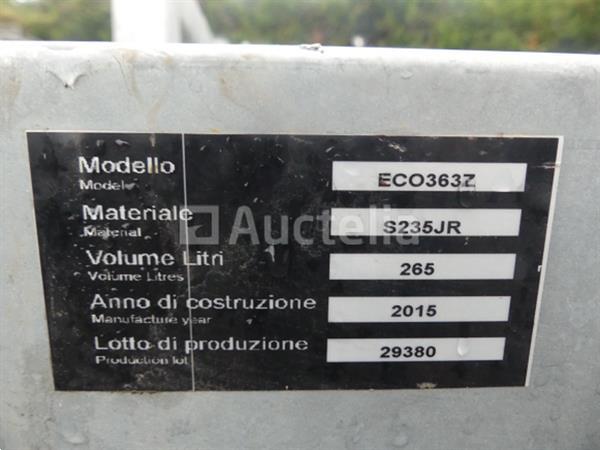 Modello ECO363Z
Model
Materiale S235JR
Material
Auctelia
Volume Litri 265
Volume Litres
Anno di costruzione 2015
Manufacture year
Lotto di produzione 29380
Production lot